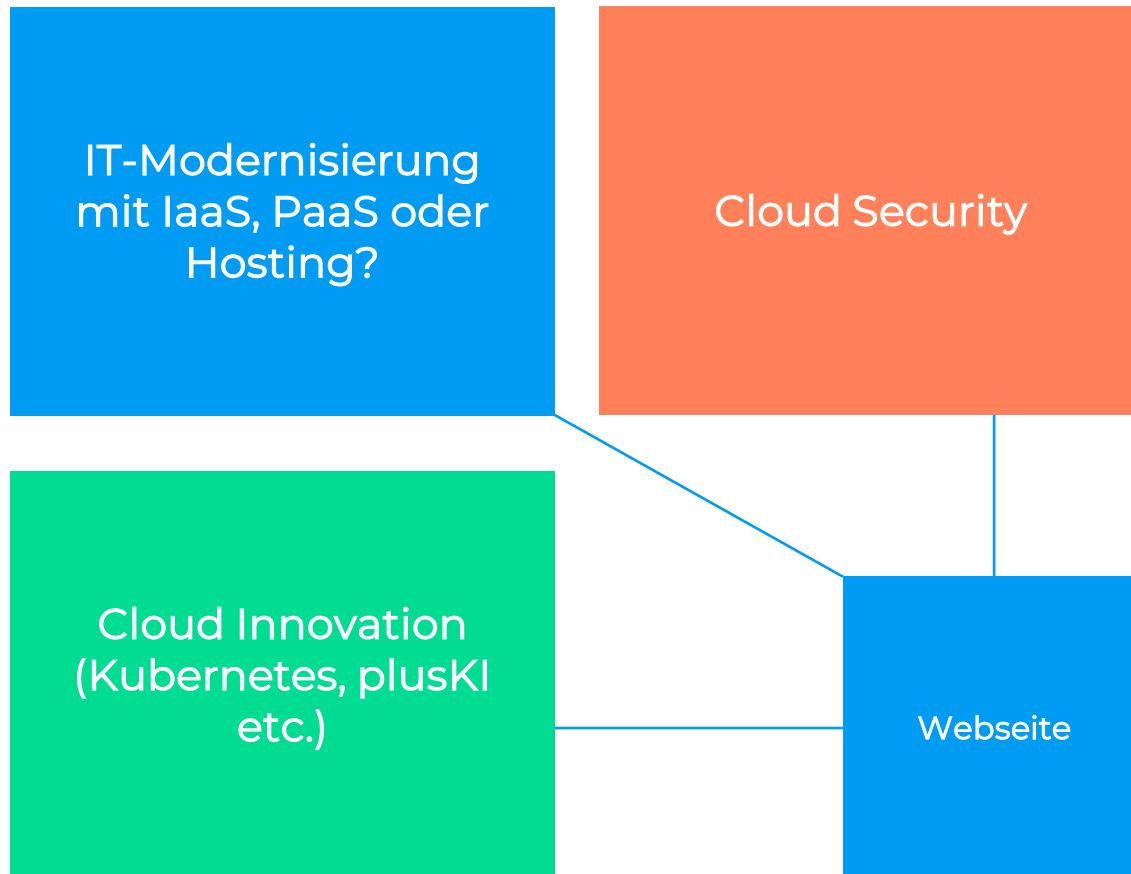 IT-Modernisierung
mit IaaS, PaaS oder
Hosting?
Cloud Security
Cloud Innovation
(Kubernetes, plusKI
etc.)
Webseite